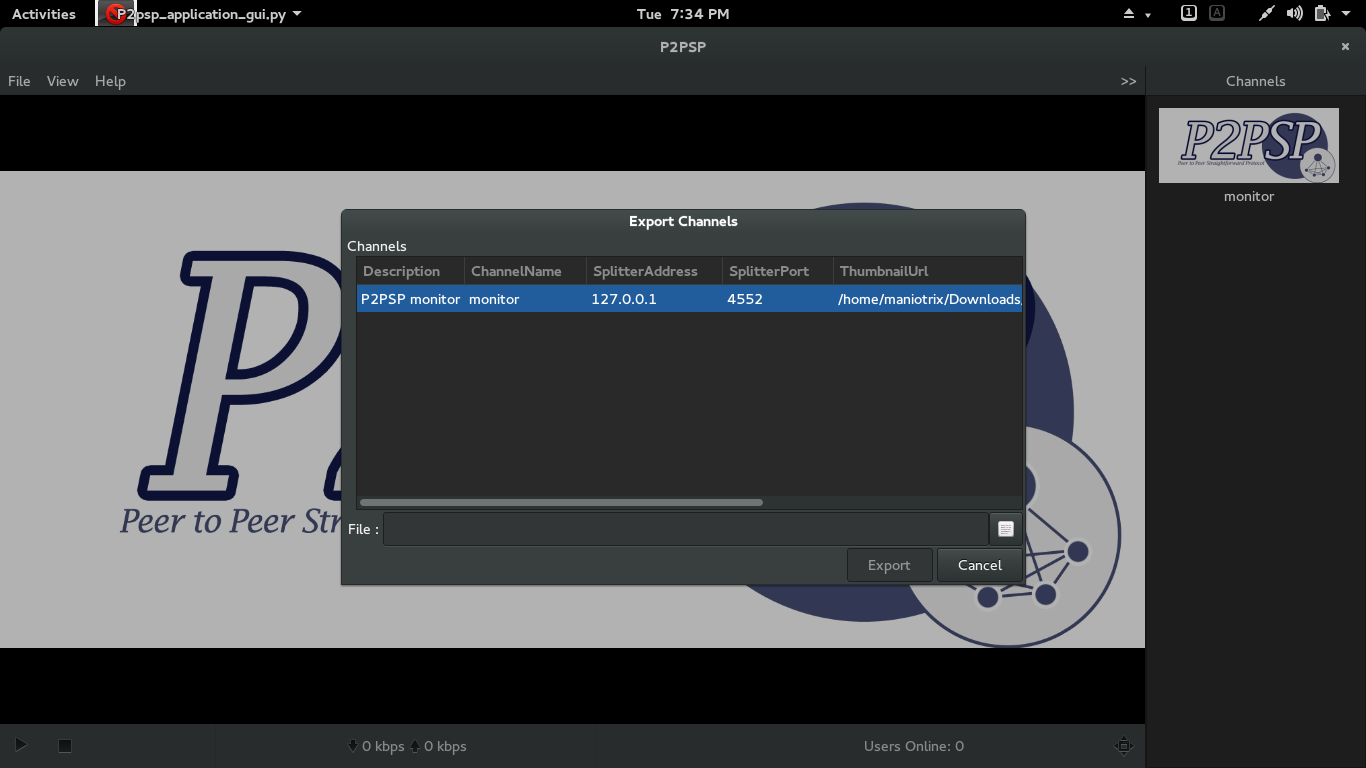 Activities P2psp_application_gui.py Tue 7:34 PM 1 A
P2PSP
File View Help >> Channels
P2PSP
Peer to Peer Straightforward Protocol
monitor
Export Channels
Channels
Description ChannelName SplitterAddress SplitterPort ThumbnailUrl
P2PSP monitor monitor 127.0.0.1 4552 /home/maniotrix/Downloads/
File :
Export Cancel
P
Peer to Peer Str
0 kbps 0 kbps Users Online: 0